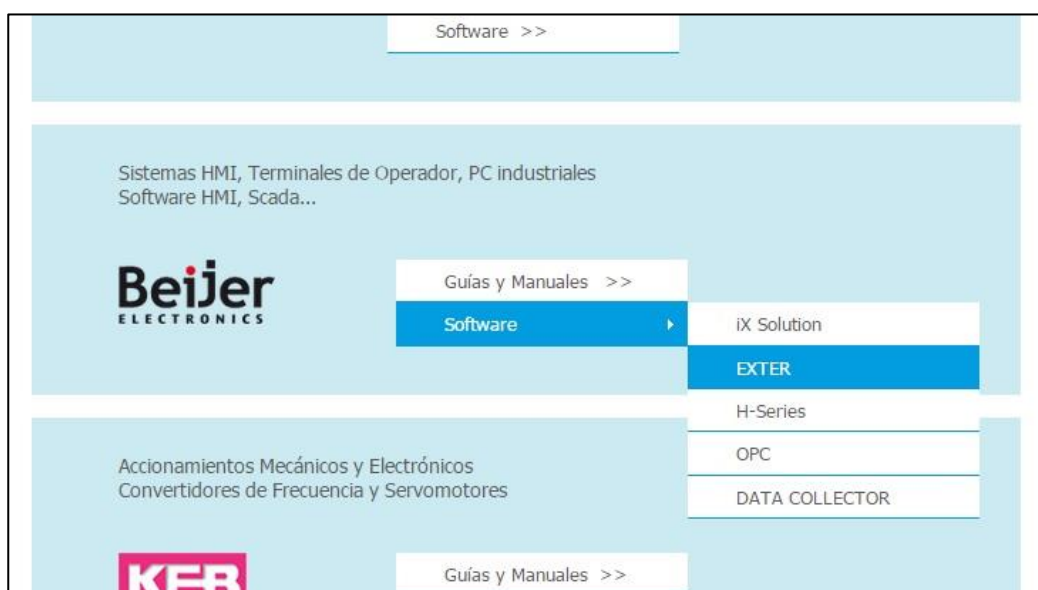 Software >>
Sistemas HMI, Terminales de Operador, PC industriales
Software HMI, Scada...
Beijer
ELECTRONICS
Guías y Manuales >>
Software
iX Solution
EXTER
H-Series
OPC
DATA COLLECTOR
Accionamientos Mecánicos y Electrónicos
Convertidores de Frecuencia y Servomotores
KEB
Guías y Manuales >>